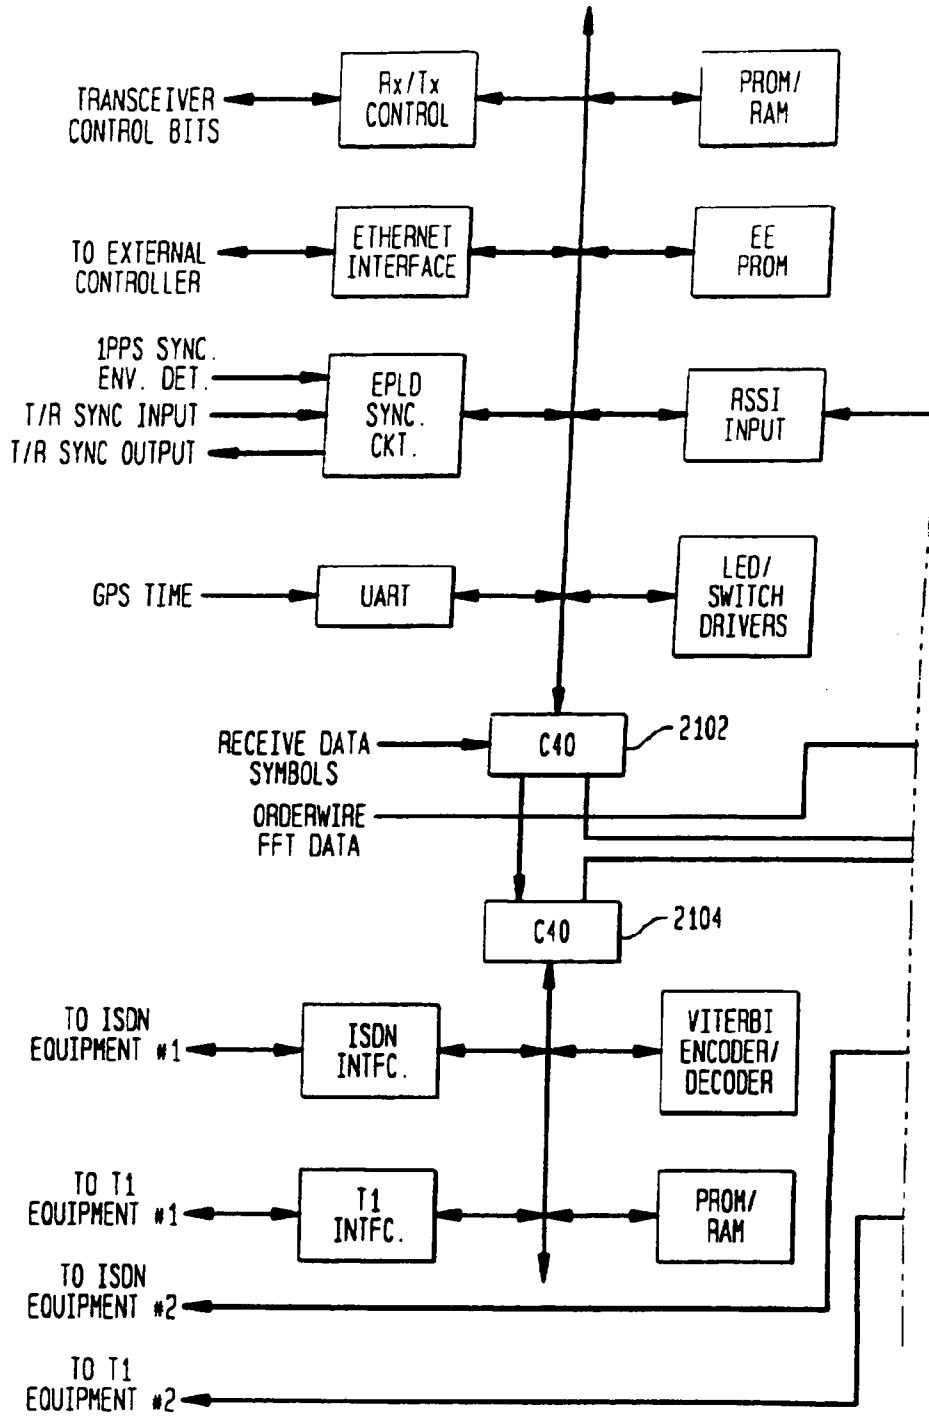 Rx/Tx
CONTROL
PROM/
RAM
TRANSCEIVER
CONTROL BITS
ETHERNET
INTERFACE
EE
PROM
TO EXTERNAL
CONTROLLER
1PPS SYNC.
ENV. DET.
T/R SYNC INPUT
T/R SYNC OUTPUT
EPLD
SYNC.
CKT.
RSSI
INPUT
GPS TIME
UART
LED/
SWITCH
DRIVERS
C40
2102
RECEIVE DATA
SYMBOLS
ORDERWIRE
FFT DATA
C40
2104
TO ISDN
EQUIPMENT #1
ISDN
INTFC.
VITERBI
ENCODER/
DECODER
TO T1
EQUIPMENT #1
T1
INTFC.
PROM/
RAM
TO ISDN
EQUIPMENT #2
TO T1
EQUIPMENT #2